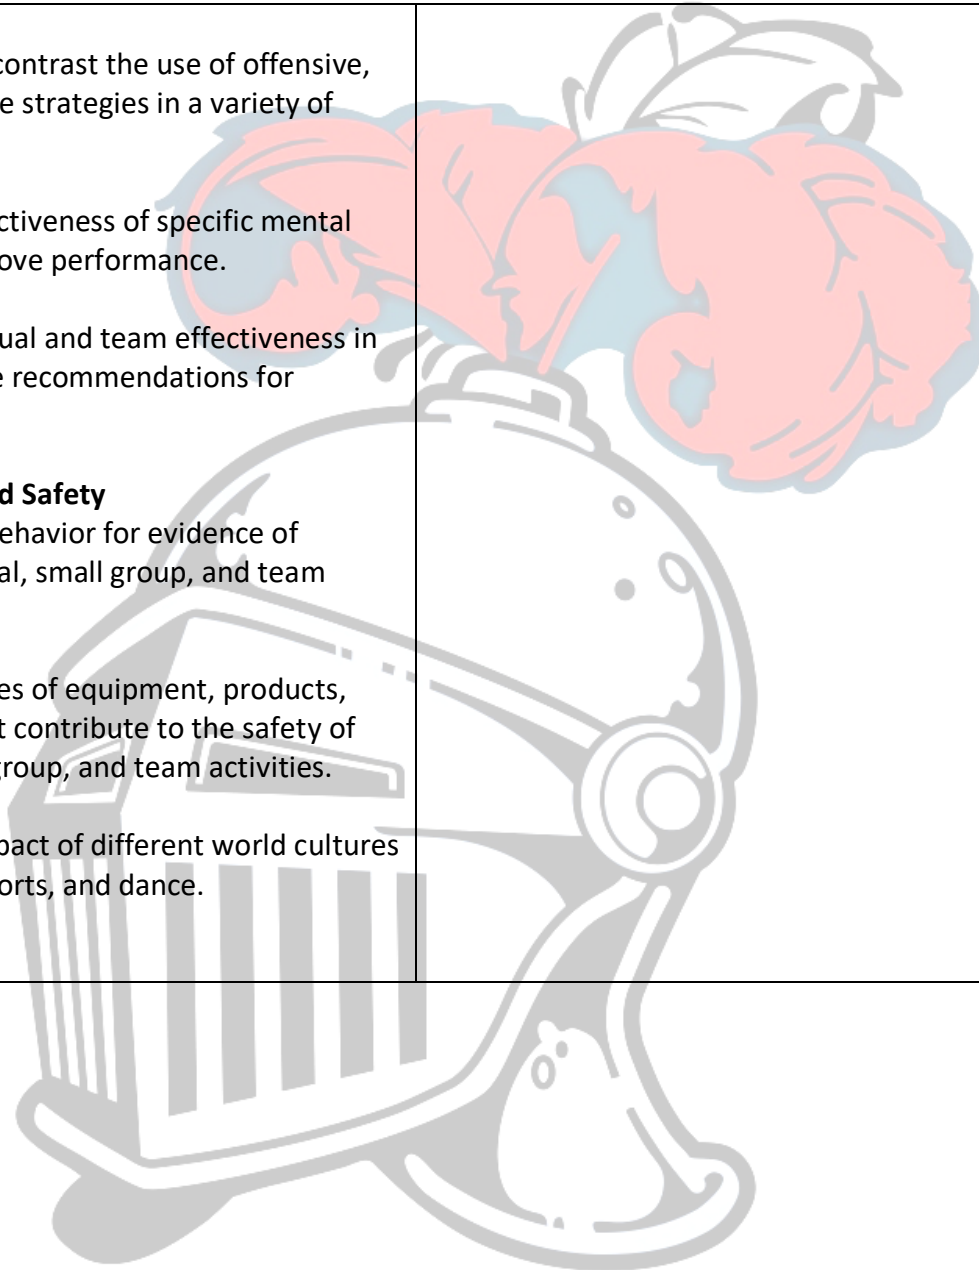 contrast the use of offensive,
e strategies in a variety of
ctiveness of specific mental
ove performance.
ual and team effectiveness in
e recommendations for
d Safety
ehavior for evidence of
al, small group, and team
es of equipment, products,
t contribute to the safety of
group, and team activities.
pact of different world cultures
orts, and dance.